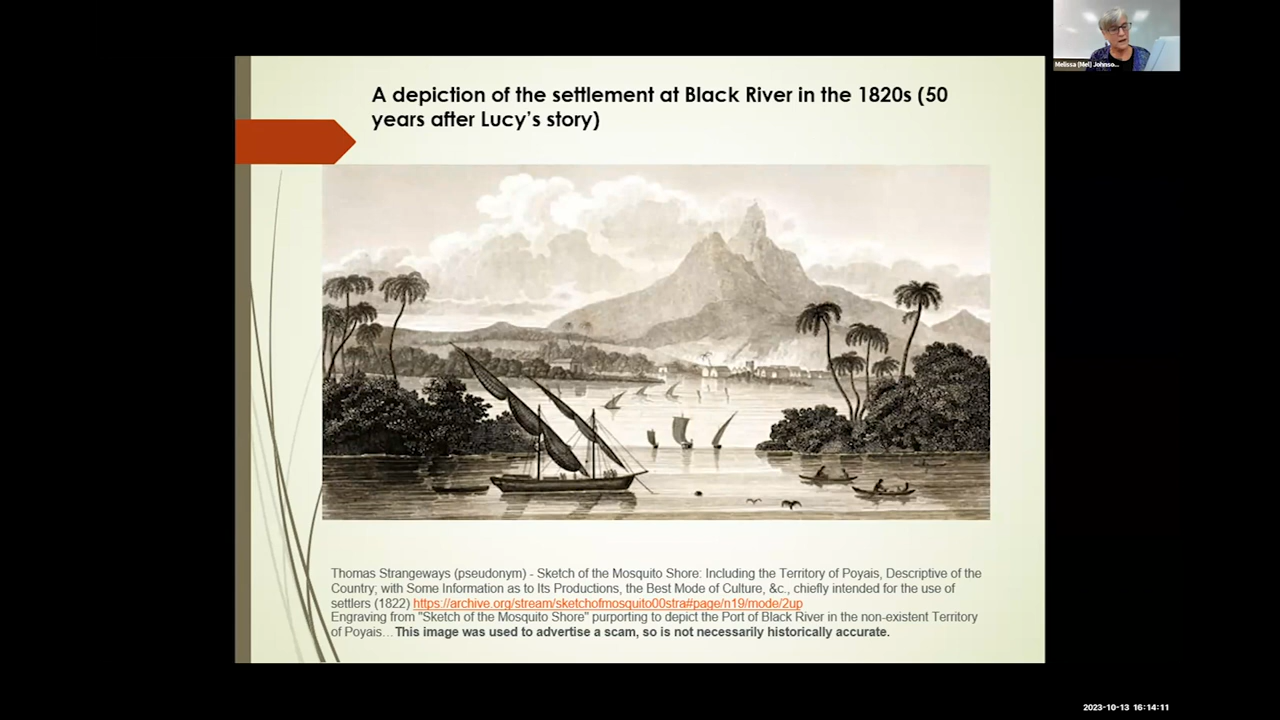 Melissa (Mel) Johnso...
A depiction of the settlement at Black River in the 1820s (50
years after Lucy’s story)
Thomas Strangeways (pseudonym) - Sketch of the Mosquito Shore: Including the Territory of Poyais, Descriptive of the
Country; with Some Information as to Its Productions, the Best Mode of Culture, &c., chiefly intended for the use of
settlers (1822) https://archive.org/stream/sketchofmosquito00stra#page/n19/mode/2up
Engraving from "Sketch of the Mosquito Shore" purporting to depict the Port of Black River in the non-existent Territory
of Poyais…This image was used to advertise a scam, so is not necessarily historically accurate.
2023-10-13 16:14:11